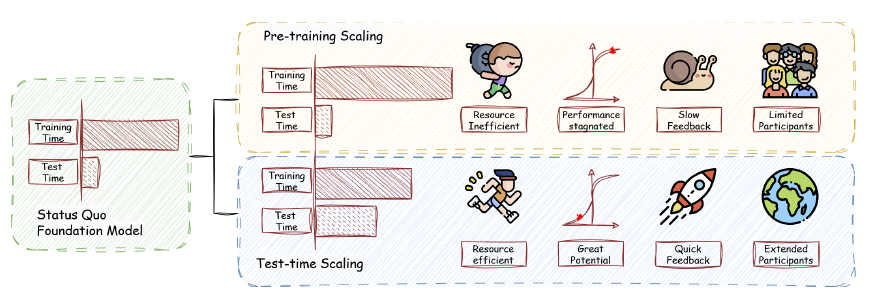 Pre-training Scaling
Training
Time
Test
Time
Resource
Inefficient
Performance
stagnated
Slow
Feedback
Limited
Participants
Training
Time
Test
Time
Status Quo
Foundation Model
Training
Time
Test
Time
Resource
efficient
Great
Potential
Quick
Feedback
Extended
Participants
Test-time Scaling